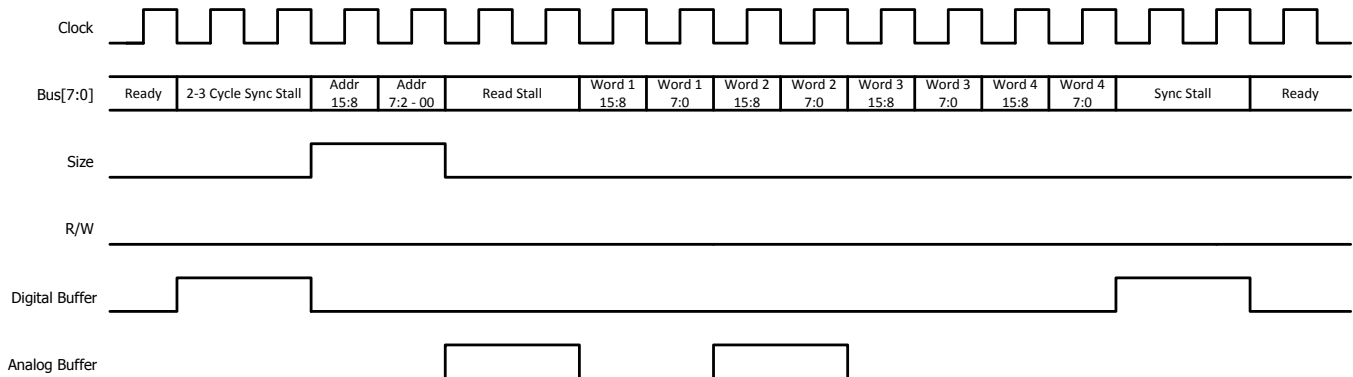 Clock
Bus[7:0]
Ready
2-3 Cycle Sync Stall
Addr
15:8
Addr
7:2 - 00
Read Stall
Word 1
15:8
Word 1
7:0
Word 2
15:8
Word 2
7:0
Word 3
15:8
Word 3
7:0
Word 4
15:8
Word 4
7:0
Sync Stall
Ready
Size
R/W
Digital Buffer
Analog Buffer